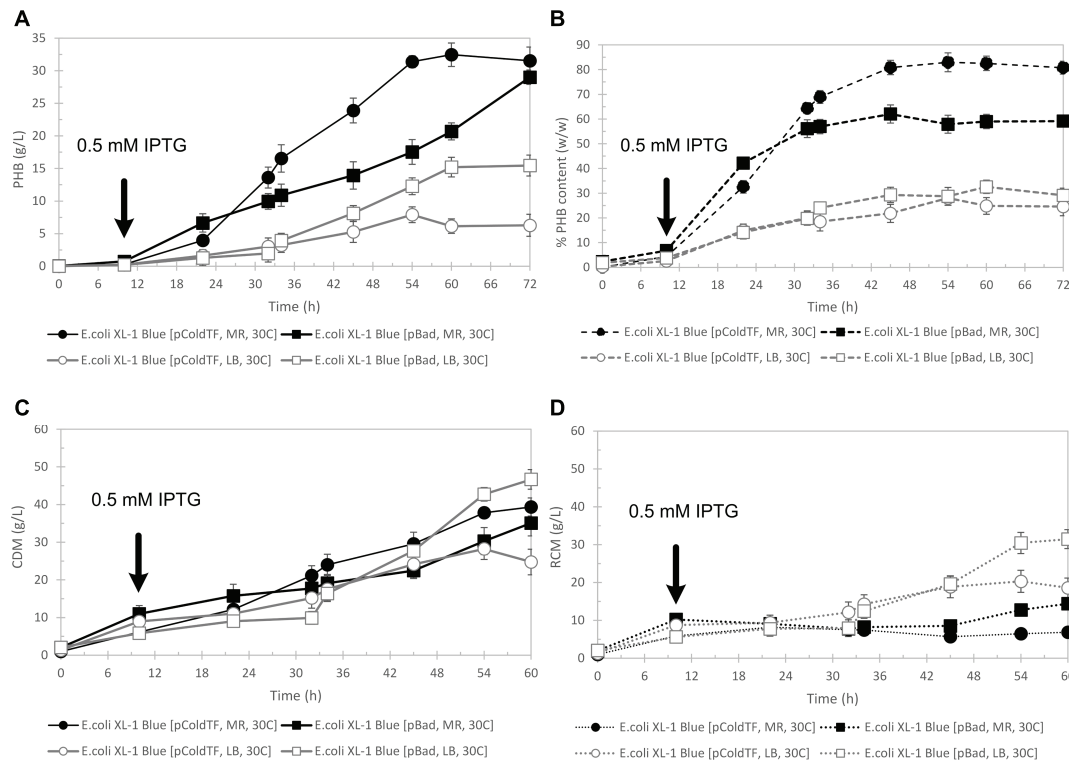 A
PHB (g/L)
35
30
25
20
15
10
5
0
0.5 mM IPTG
0 6 12 18 24 30 36 42 48 54 60 66 72
Time (h)
E.coli XL-1 Blue [pColdTF, MR, 30C] E.coli XL-1 Blue [pBad, MR, 30C]
E.coli XL-1 Blue [pColdTF, LB, 30C] E.coli XL-1 Blue [pBad, LB, 30C]
B
% PHB content (w/w)
90
80
70
60
50
40
30
20
10
0
0.5 mM IPTG
0 6 12 18 24 30 36 42 48 54 60 66 72
Time (h)
E.coli XL-1 Blue [pColdTF, MR, 30C] E.coli XL-1 Blue [pBad, MR, 30C]
E.coli XL-1 Blue [pColdTF, LB, 30C] E.coli XL-1 Blue [pBad, LB, 30C]
C
CDM (g/L)
60
50
40
30
20
10
0
0.5 mM IPTG
0 6 12 18 24 30 36 42 48 54 60
Time (h)
E.coli XL-1 Blue [pColdTF, MR, 30C] E.coli XL-1 Blue [pBad, MR, 30C]
E.coli XL-1 Blue [pColdTF, LB, 30C] E.coli XL-1 Blue [pBad, LB, 30C]
D
RCM (g/L)
60
50
40
30
20
10
0
0.5 mM IPTG
0 6 12 18 24 30 36 42 48 54 60
Time (h)
E.coli XL-1 Blue [pColdTF, MR, 30C] E.coli XL-1 Blue [pBad, MR, 30C]
E.coli XL-1 Blue [pColdTF, LB, 30C] E.coli XL-1 Blue [pBad, LB, 30C]